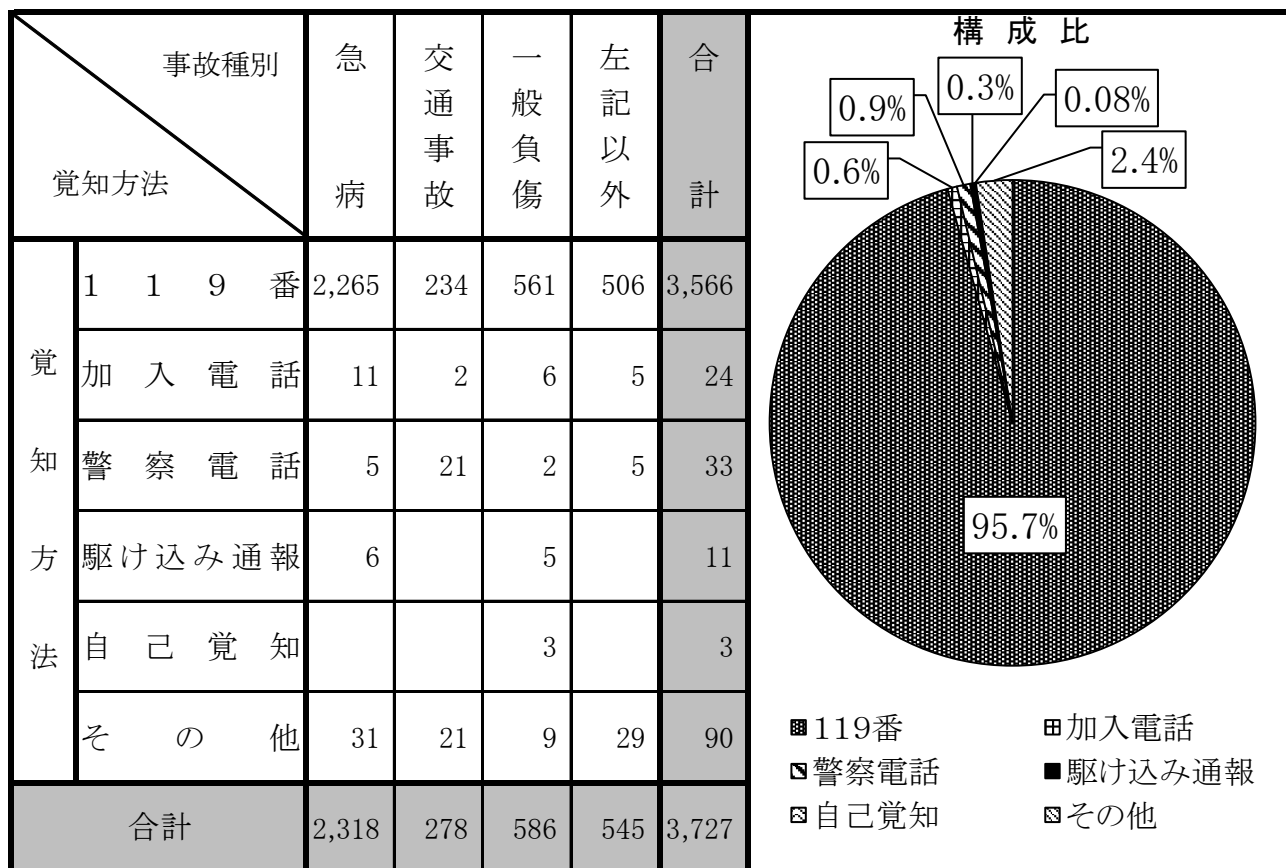 事故種別
覚知方法
急病
交通事故
一般負傷
左記以外
合計
覚知方法
119番 2,265 234 561 506 3,566
加入電話 11 2 6 5 24
警察電話 5 21 2 5 33
駆け込み通報 6 5 11
自己覚知 3 3
その他 31 21 9 29 90
合計 2,318 278 586 545 3,727
構成比
0.6%
0.9%
0.3%
0.08%
2.4%
95.7%
119番 加入電話
警察電話 駆け込み通報
自己覚知 その他